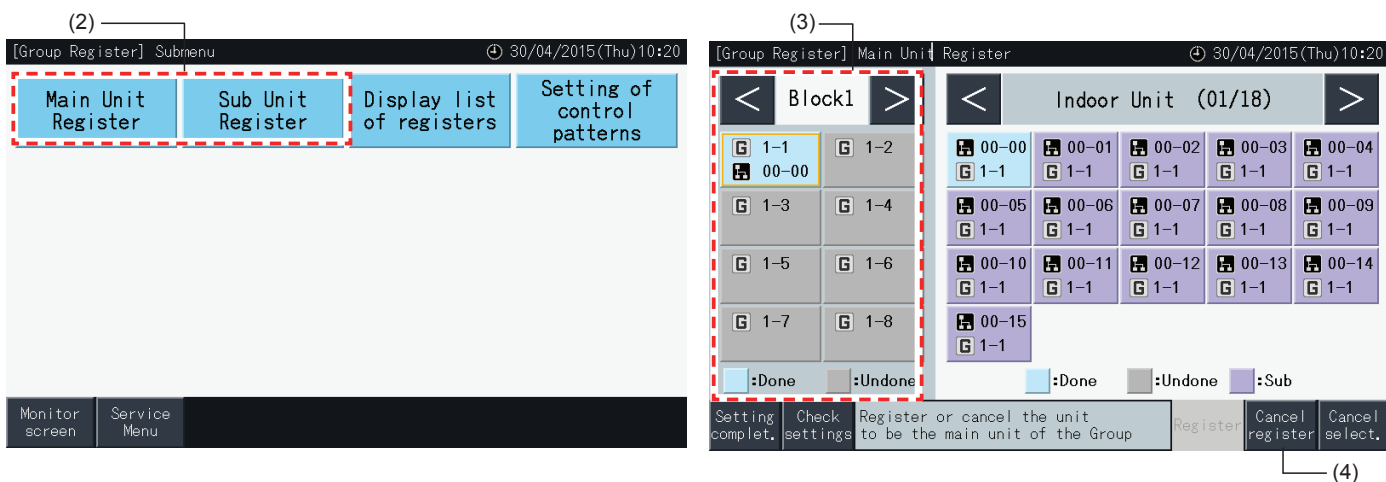 (2)
[Group Register] Submenu 30/04/2015(Thu)10:20
Main Unit
Register
Sub Unit
Register
Display list
of registers
Setting of
control
patterns
Monitor
screen
Service
Menu
(3)
[Group Register] Main Unit Register 30/04/2015(Thu)10:20
< Block1 >
G 1-1
00-00
G 1-2
G 1-3
G 1-4
G 1-5
G 1-6
G 1-7
G 1-8
:Done :Undone
< Indoor Unit (01/18) >
00-00 00-01 00-02 00-03 00-04
G 1-1 G 1-1 G 1-1 G 1-1 G 1-1
00-05 00-06 00-07 00-08 00-09
G 1-1 G 1-1 G 1-1 G 1-1 G 1-1
00-10 00-11 00-12 00-13 00-14
G 1-1 G 1-1 G 1-1 G 1-1 G 1-1
00-15
G 1-1
:Done :Undone :Sub
Setting
complet.
Check
settings
Register or cancel the unit
to be the main unit of the Group
Register
Cancel
register
Cancel
select.
(4)